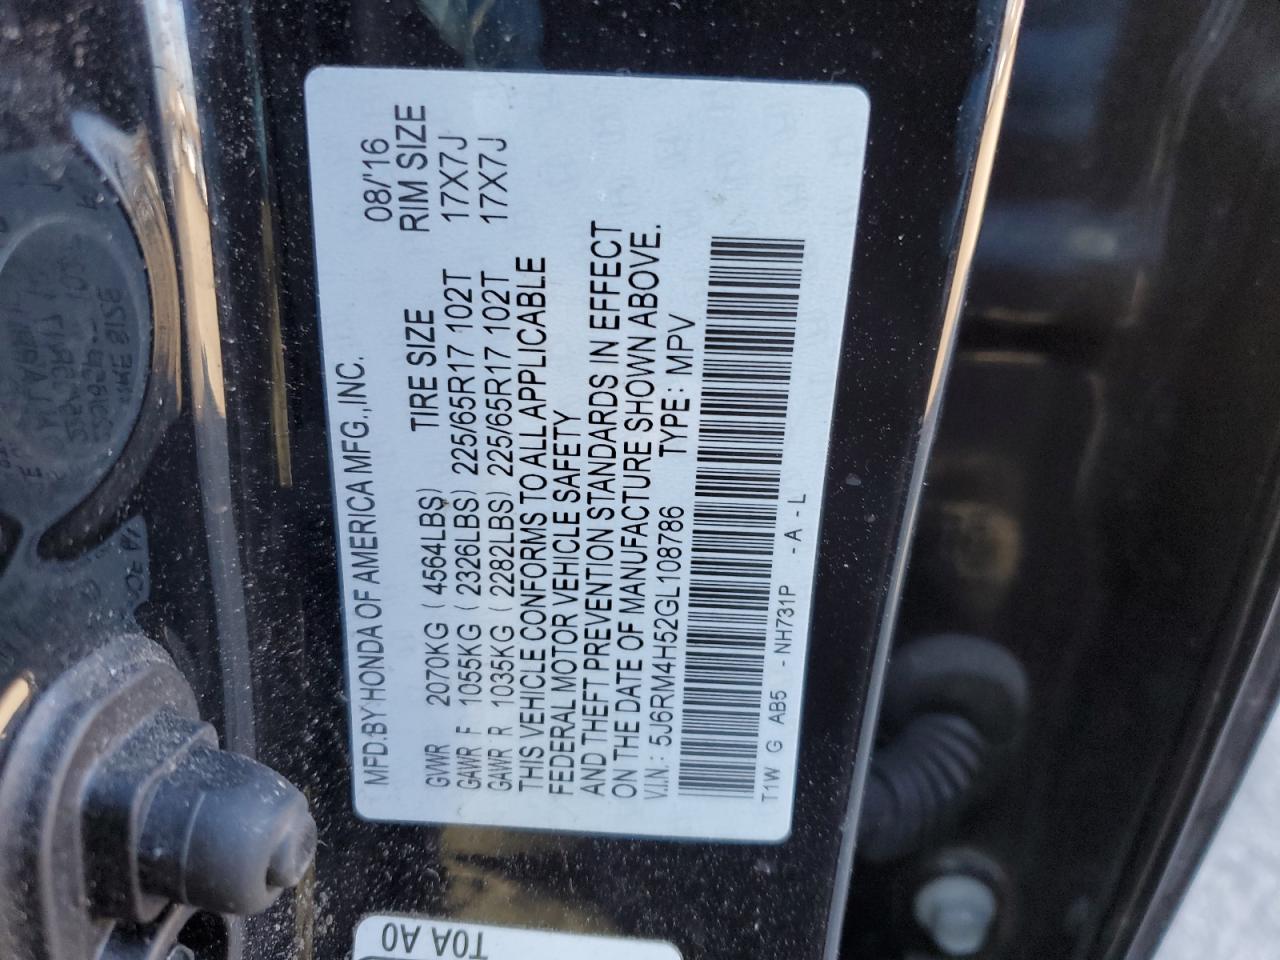 MFD.BY HONDA OF AMERICA MFG.,INC. 08/'16
GVWR 2070KG ( 4564LBS) TIRE SIZE RIM SIZE
GAWR F 1055KG ( 2326LBS) 225/65R17 102T 17X7J
GAWR R 1035KG ( 2282LBS) 225/65R17 102T 17X7J
THIS VEHICLE CONFORMS TO ALL APPLICABLE
FEDERAL MOTOR VEHICLE SAFETY
AND THEFT PREVENTION STANDARDS IN EFFECT
ON THE DATE OF MANUFACTURE SHOWN ABOVE.
V.I.N.: 5J6RM4H52GL108786 TYPE: MPV
T1W G AB5 - NH731P - A - L
T0A A0